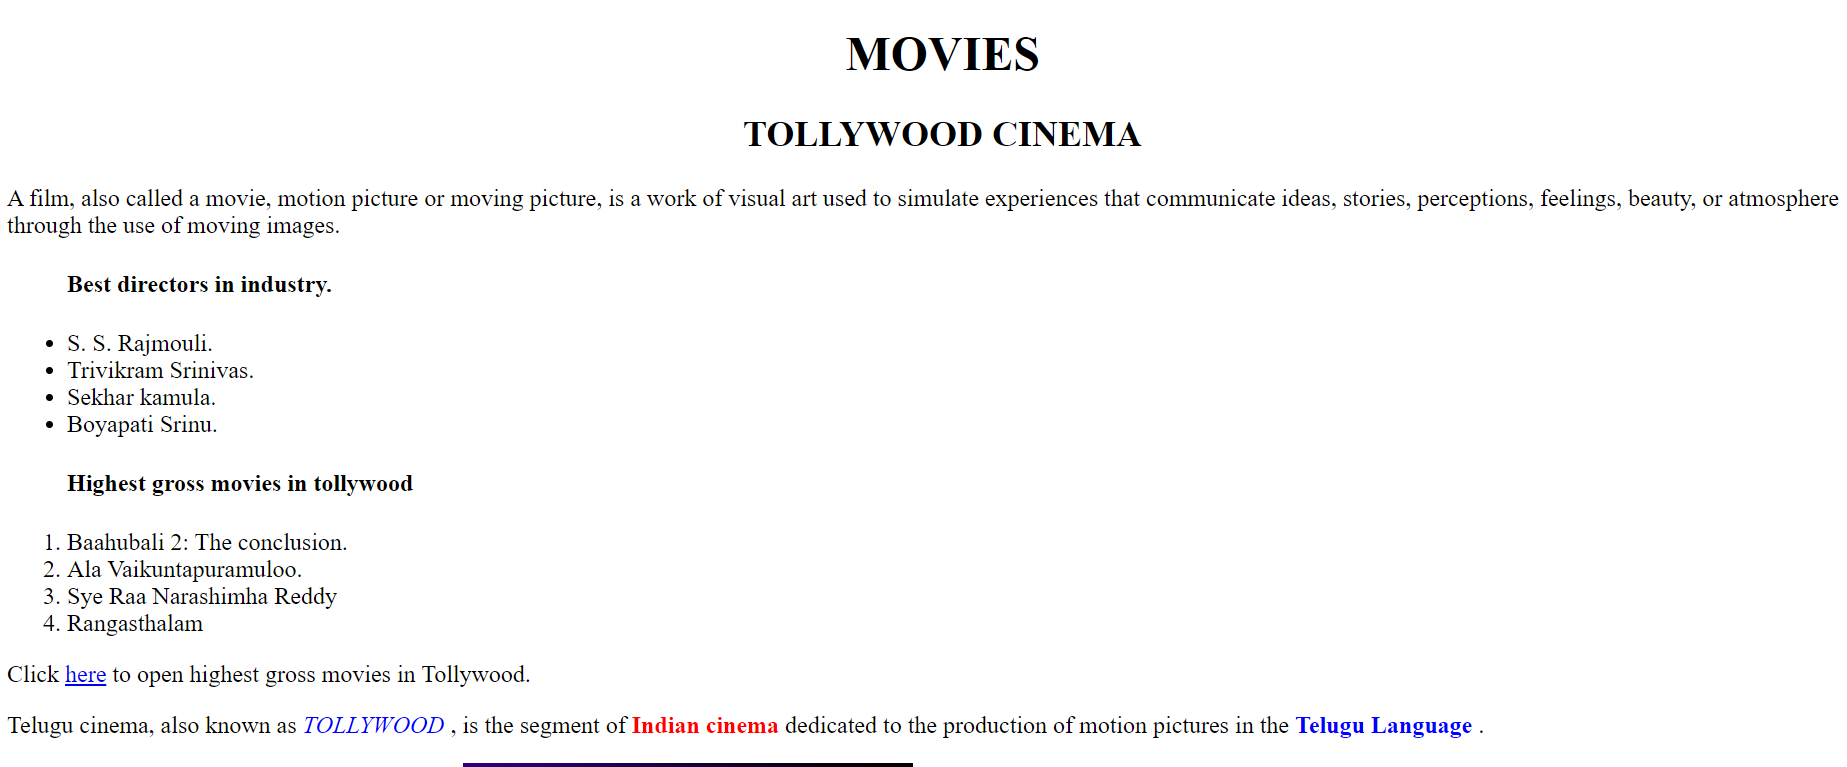 MOVIES
TOLLYWOOD CINEMA
A film, also called a movie, motion picture or moving picture, is a work of visual art used to simulate experiences that communicate ideas, stories, perceptions, feelings, beauty, or atmosphere
through the use of moving images.
Best directors in industry.
• S. S. Rajmouli.
• Trivikram Srinivas.
• Sekhar kamula.
• Boyapati Srinu.
Highest gross movies in tollywood
1. Baahubali 2: The conclusion.
2. Ala Vaikuntapuramuloo.
3. Sye Raa Narashimha Reddy
4. Rangasthalam
Click here to open highest gross movies in Tollywood.
Telugu cinema, also known as TOLLYWOOD , is the segment of Indian cinema dedicated to the production of motion pictures in the Telugu Language .